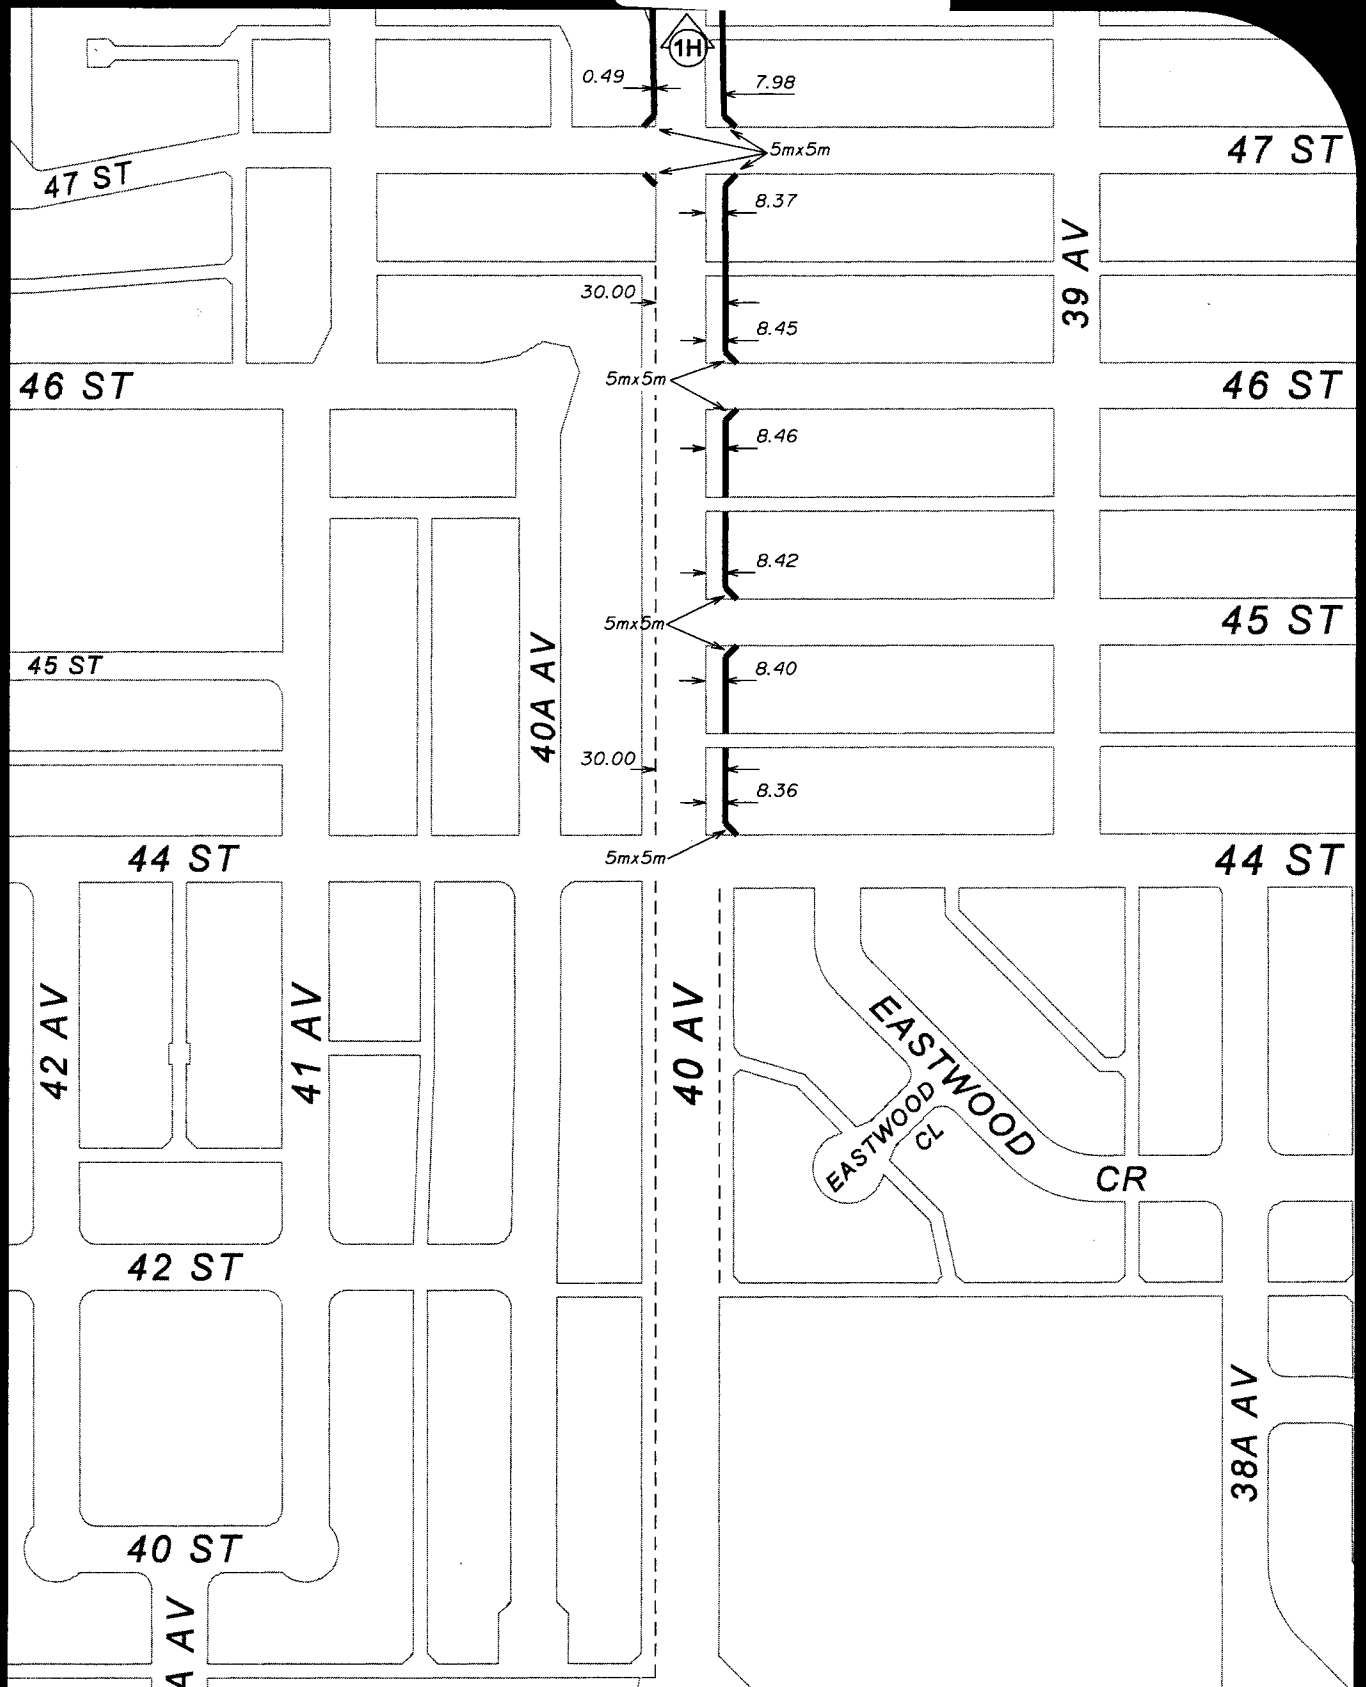 1H
0.49
7.98
5mx5m
47 ST
47 ST
8.37
39 AV
30.00
8.45
46 ST
5mx5m
46 ST
8.46
8.42
5mx5m
45 ST
45 ST
40A AV
8.40
30.00
8.36
44 ST
5mx5m
44 ST
42 AV
41 AV
40 AV
EASTWOOD
CR
EASTWOOD
CL
42 ST
38A AV
40 ST
A AV